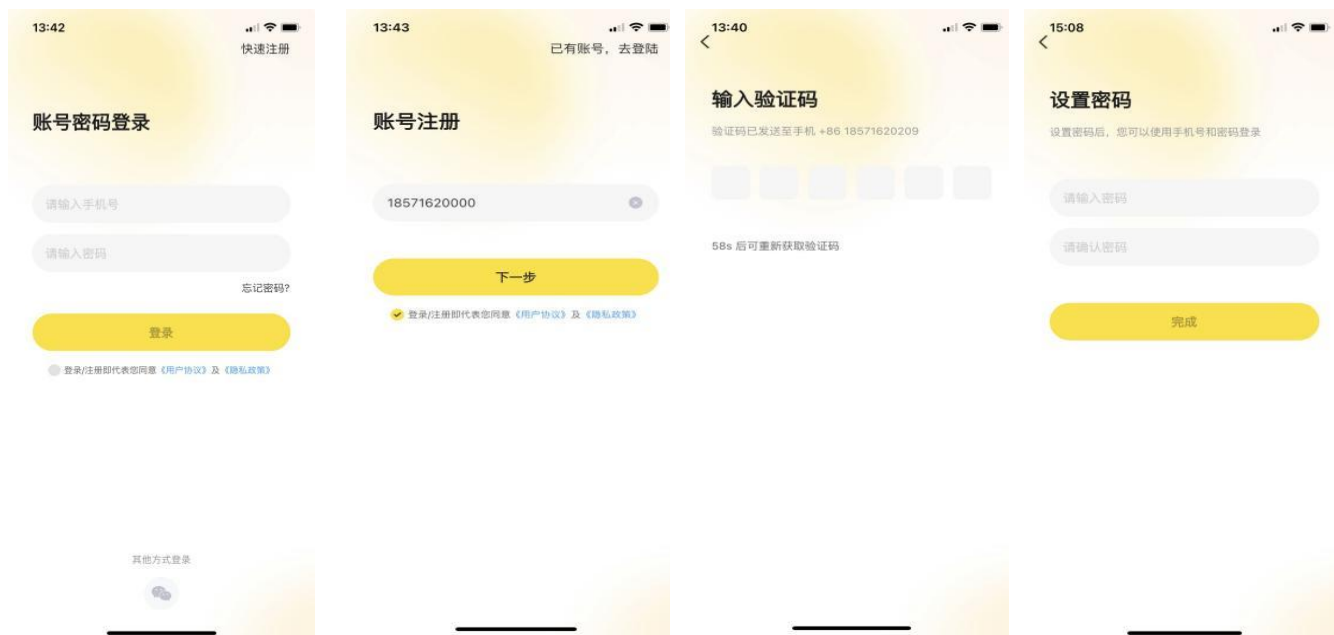 13:42
快速注册
账号密码登录
请输入手机号
请输入密码
忘记密码?
登录
登录/注册即代表您同意《用户协议》及《隐私政策》
其他方式登录
13:43
已有账号，去登陆
账号注册
18571620000
下一步
登录/注册即代表您同意《用户协议》及《隐私政策》
13:40
输入验证码
验证码已发送至手机 +86 18571620209
58s 后可重新获取验证码
15:08
设置密码
设置密码后，您可以使用手机号和密码登录
请输入密码
请确认密码
完成